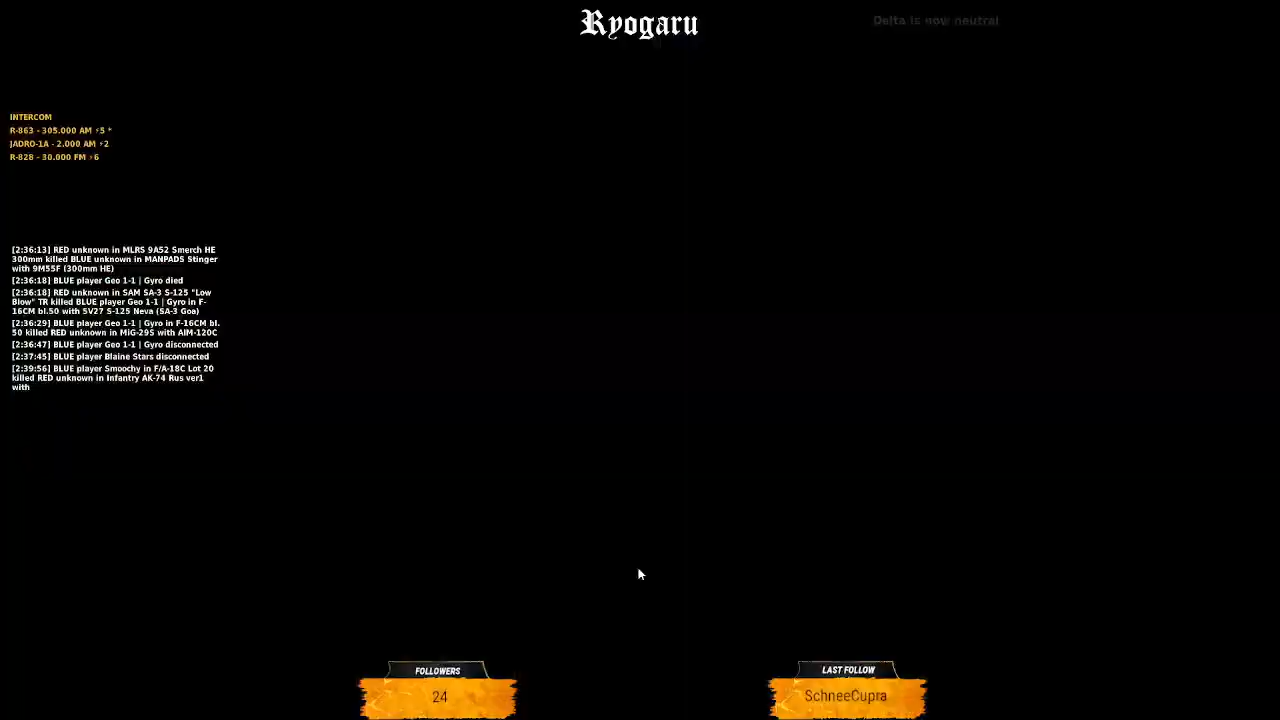 Ryogaru
Delta is now neutral
INTERCOM
R-863 - 305.000 AM ⚡5 *
JADRO-1A - 2.000 AM ⚡2
R-828 - 30.000 FM ⚡6
[2:36:13] RED unknown in MLRS 9A52 Smerch HE
300mm killed BLUE unknown in MANPADS Stinger
with 9M55F (300mm HE)
[2:36:18] BLUE player Geo 1-1 | Gyro died
[2:36:18] RED unknown in SAM SA-3 S-125 "Low
Blow" TR killed BLUE player Geo 1-1 | Gyro in F-
16CM bl.50 with 5V27 S-125 Neva (SA-3 Goa)
[2:36:29] BLUE player Geo 1-1 | Gyro in F-16CM bl.
50 killed RED unknown in MiG-29S with AIM-120C
[2:36:47] BLUE player Geo 1-1 | Gyro disconnected
[2:37:45] BLUE player Blaine Stars disconnected
[2:39:56] BLUE player Smoochy in F/A-18C Lot 20
killed RED unknown in Infantry AK-74 Rus ver1
with
FOLLOWERS
24
LAST FOLLOW
SchneeCupra